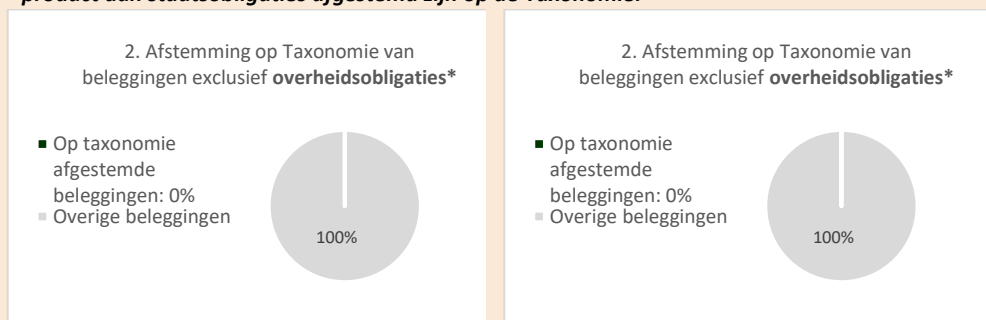 product aan staatsobligaties afgestemd zijn op de Taxonomie.
2. Afstemming op Taxonomie van
beleggingen exclusief overheidsobligaties*
Op taxonomie
afgestemde
beleggingen: 0%
Overige beleggingen
100%
2. Afstemming op Taxonomie van
beleggingen exclusief overheidsobligaties*
Op taxonomie
afgestemde
beleggingen: 0%
Overige beleggingen
100%